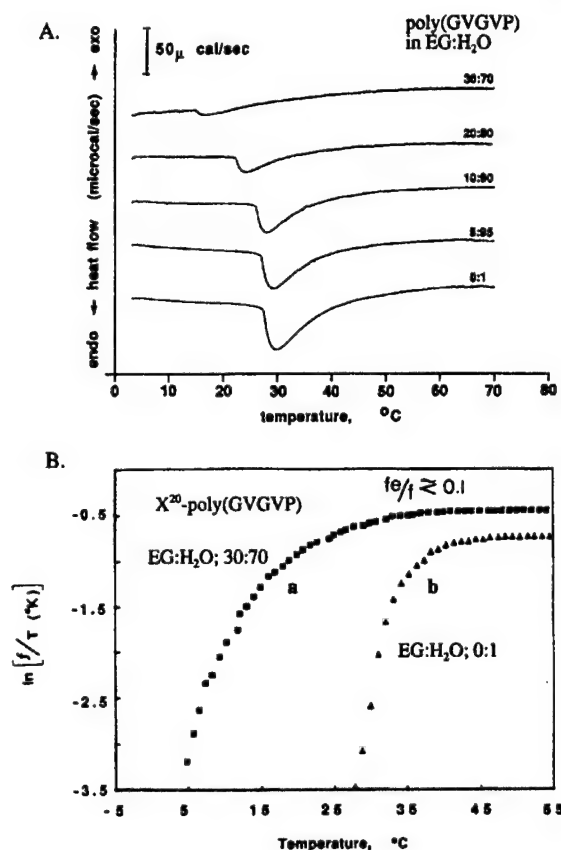 A.
50μ cal/sec
poly(GVGVP)
in EG:H₂O
endo ← heat flow (microcal/sec) → exo
30:70
20:80
10:90
5:95
0:1
0 10 20 30 40 50 60 70 80
temperature, °C
B.
X²⁰-poly(GVGVP)
fe/f ≳ 0.1
EG:H₂O; 30:70
a
b
EG:H₂O; 0:1
ln [f/T (°K)]
-0.5
-1.5
-2.5
-3.5
-5 5 15 25 35 45 55
Temperature, °C